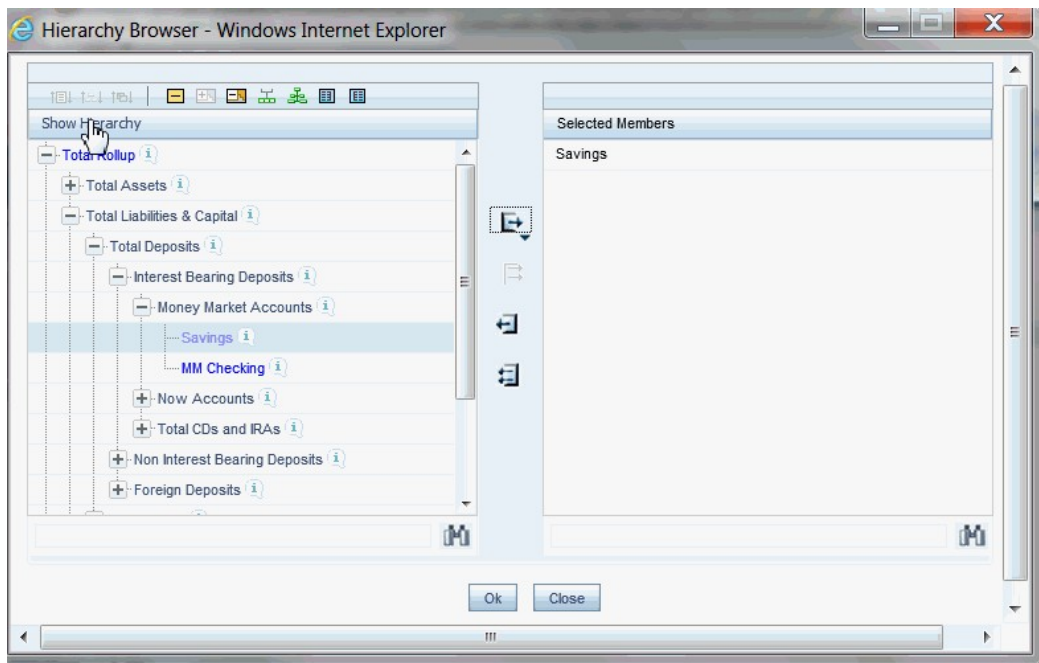 Hierarchy Browser - Windows Internet Explorer
Show Hierarchy
Selected Members
Total Rollup
Total Assets
Total Liabilities & Capital
Total Deposits
Interest Bearing Deposits
Money Market Accounts
Savings
MM Checking
Now Accounts
Total CDs and IRAs
Non Interest Bearing Deposits
Foreign Deposits
Savings
Ok
Close